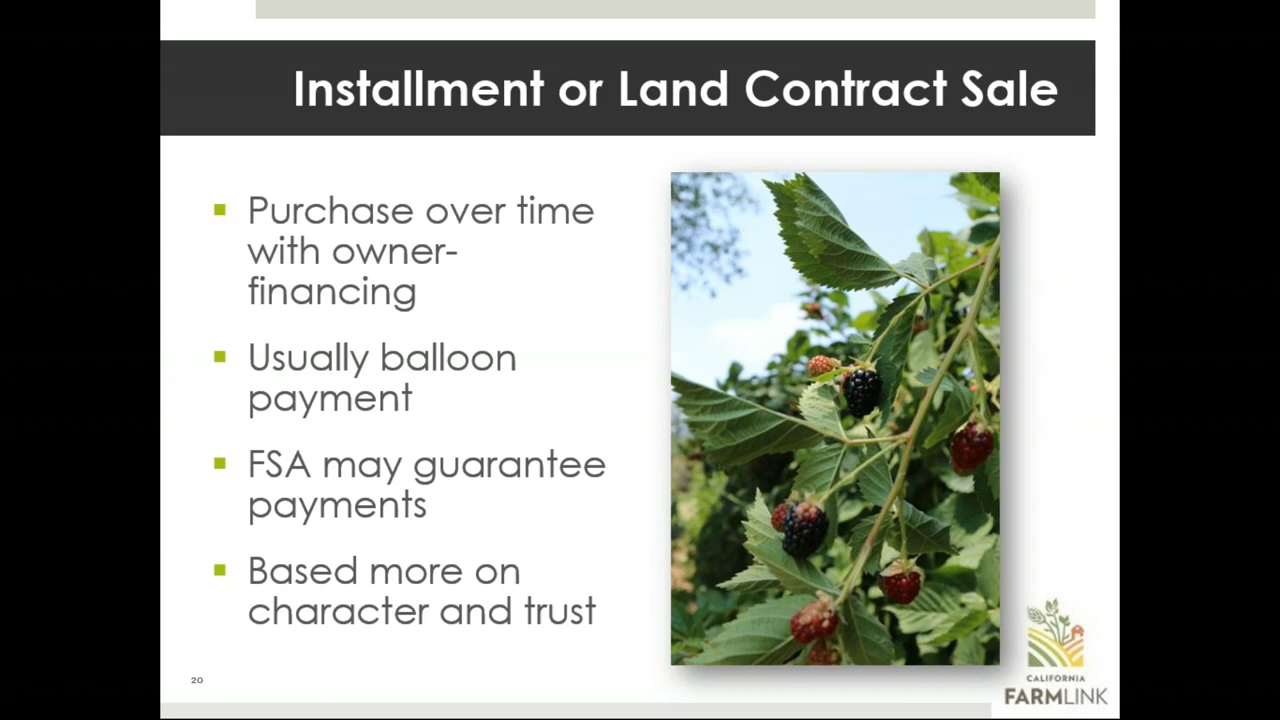 Installment or Land Contract Sale
Purchase over time
with owner-
financing
Usually balloon
payment
FSA may guarantee
payments
Based more on
character and trust
20
CALIFORNIA
FARMLINK